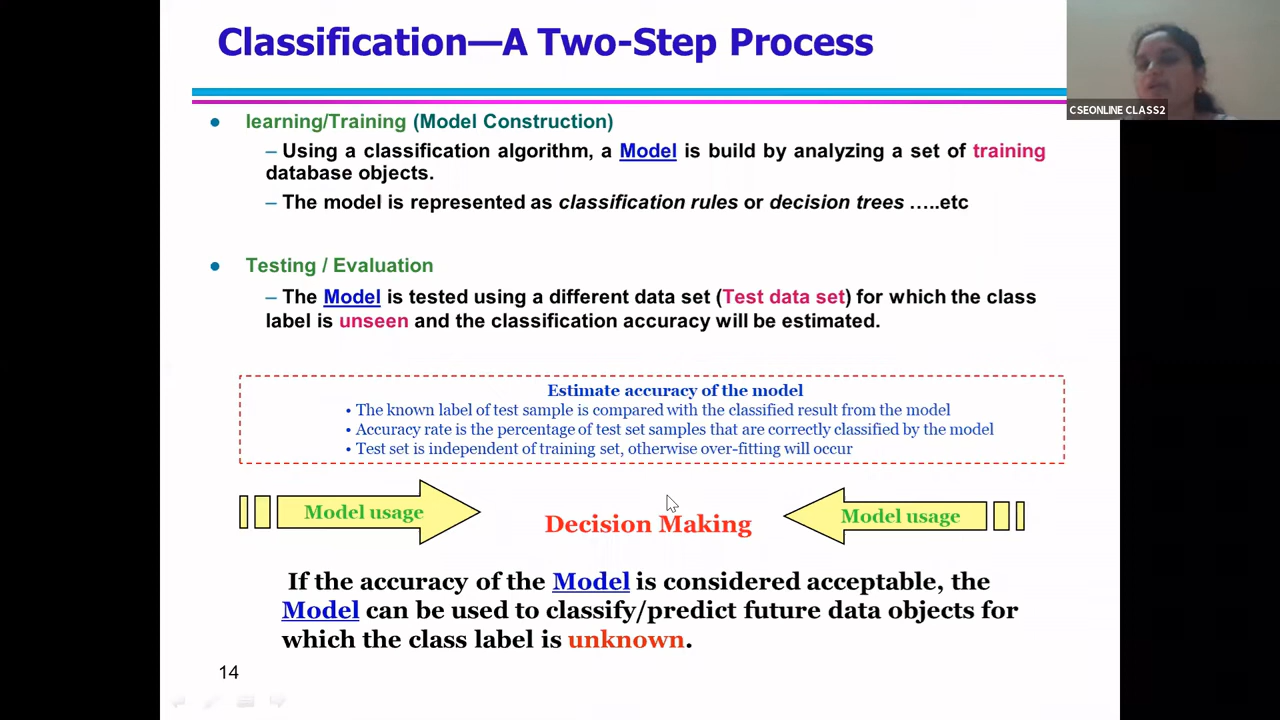 Classification—A Two-Step Process
CSEONLINE CLASS2
• learning/Training (Model Construction)
– Using a classification algorithm, a Model is build by analyzing a set of training
database objects.
– The model is represented as classification rules or decision trees …..etc
• Testing / Evaluation
– The Model is tested using a different data set (Test data set) for which the class
label is unseen and the classification accuracy will be estimated.
Estimate accuracy of the model
• The known label of test sample is compared with the classified result from the model
• Accuracy rate is the percentage of test set samples that are correctly classified by the model
• Test set is independent of training set, otherwise over-fitting will occur
Model usage
Decision Making
Model usage
If the accuracy of the Model is considered acceptable, the
Model can be used to classify/predict future data objects for
which the class label is unknown.
14